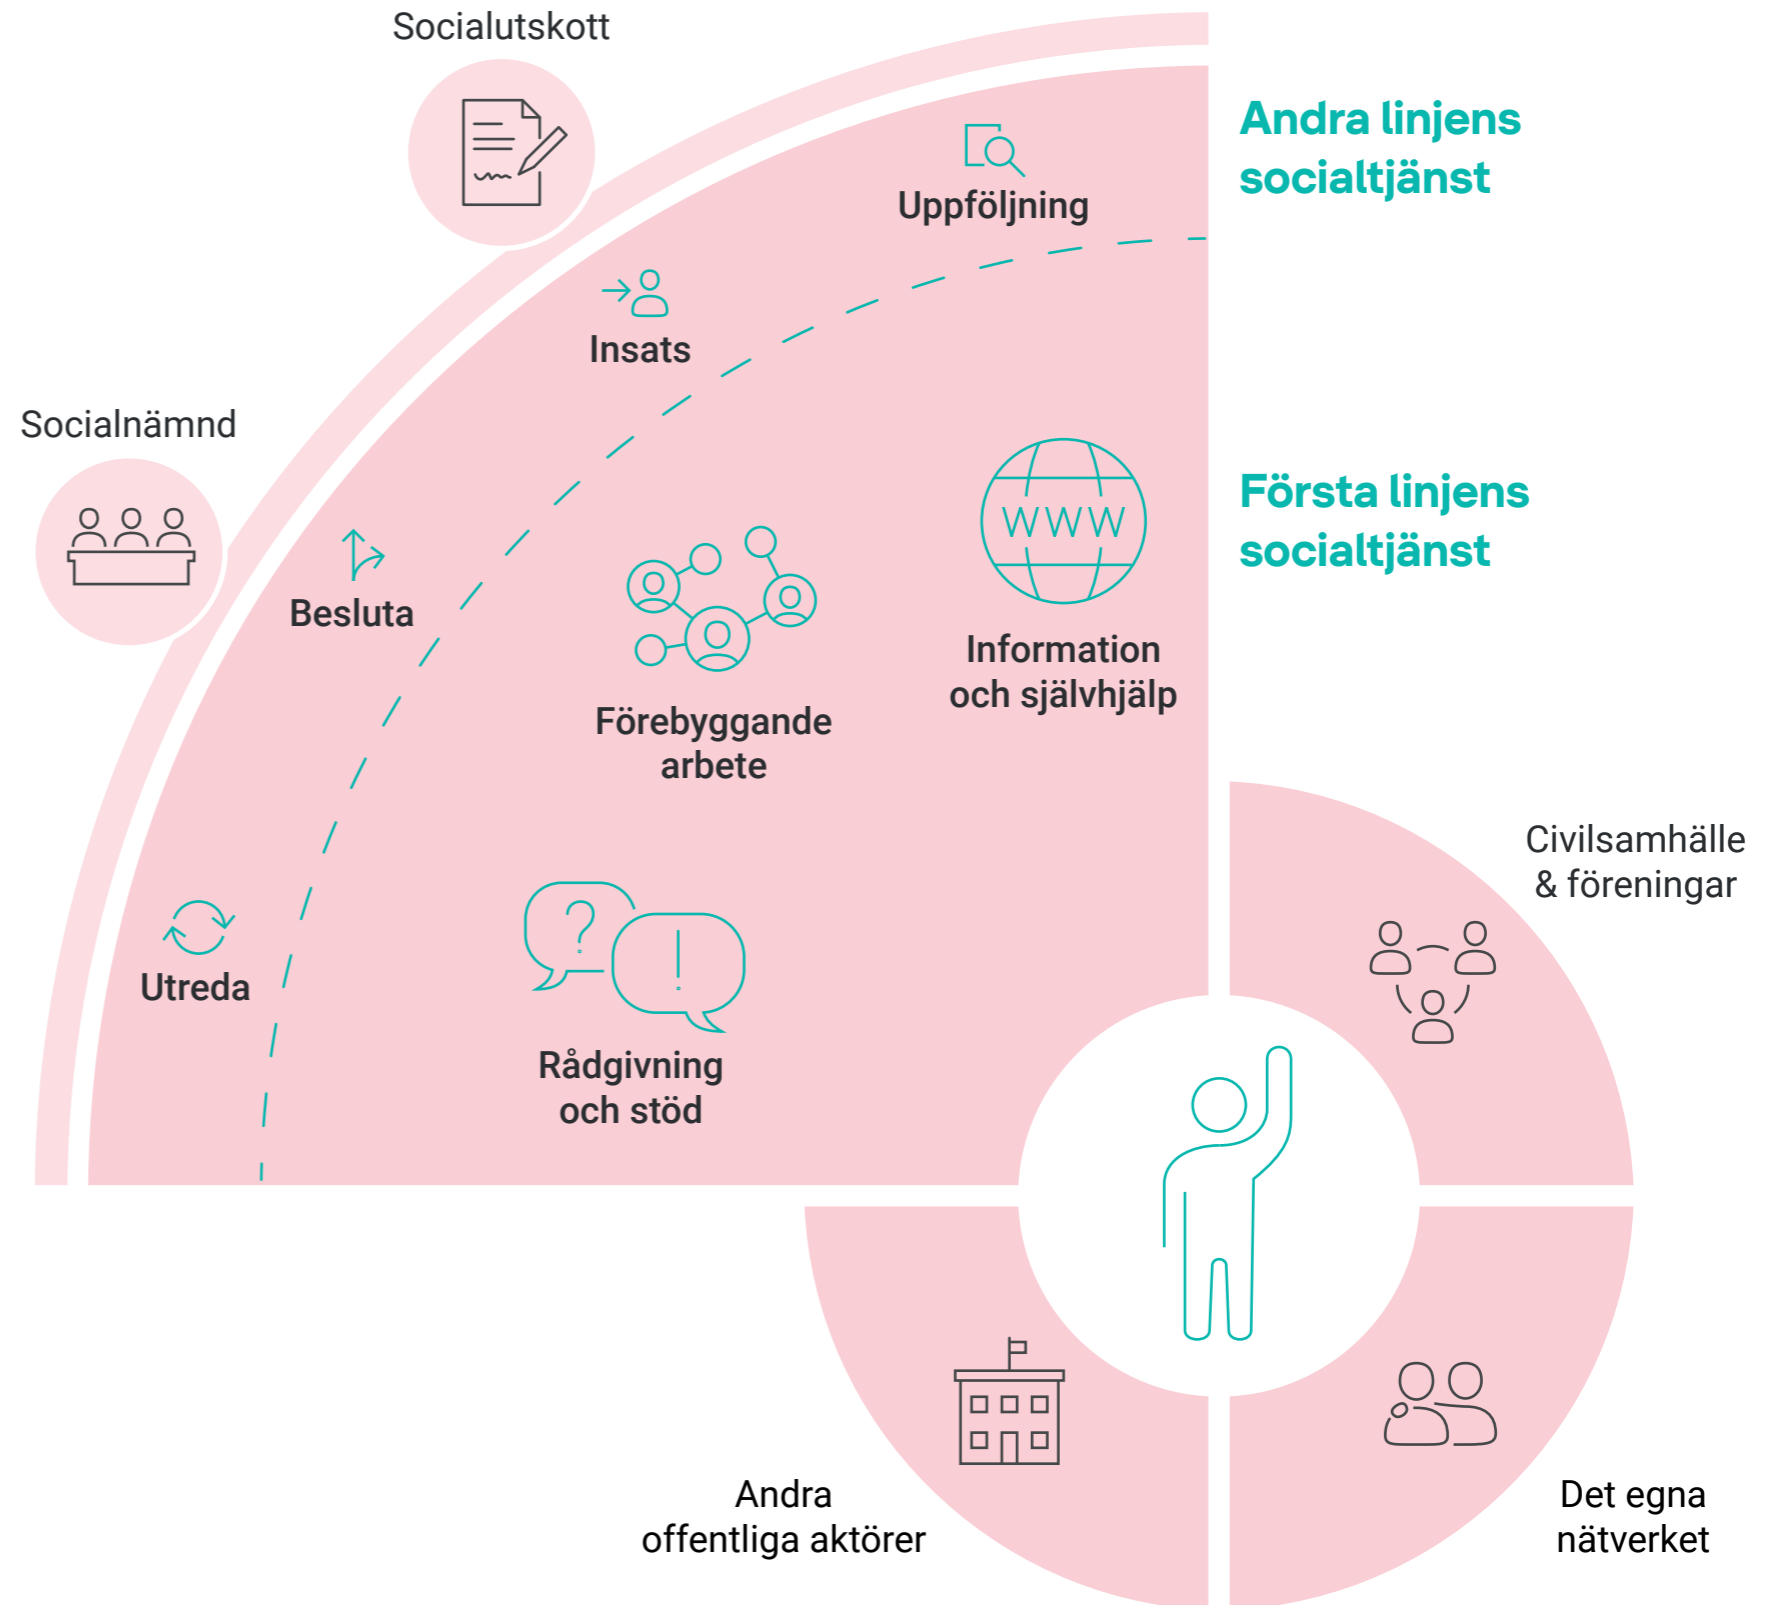 Socialutskott
Andra linjens
socialtjänst
Uppföljning
Insats
Socialnämnd
Första linjens
socialtjänst
WWW
Besluta
Information
och självhjälp
Förebyggande
arbete
Civilsamhälle
& föreningar
?
!
Utreda
Rådgivning
och stöd
Andra
offentliga aktörer
Det egna
nätverket